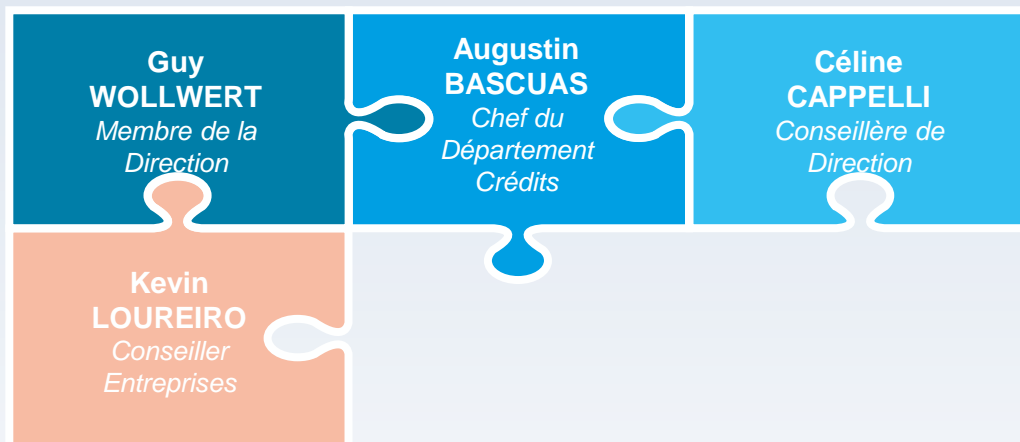 Guy
WOLLWERT
Membre de la
Direction
Augustin
BASCUAS
Chef du
Département
Crédits
Céline
CAPPELLI
Conseillère de
Direction
Kevin
LOUREIRO
Conseiller
Entreprises